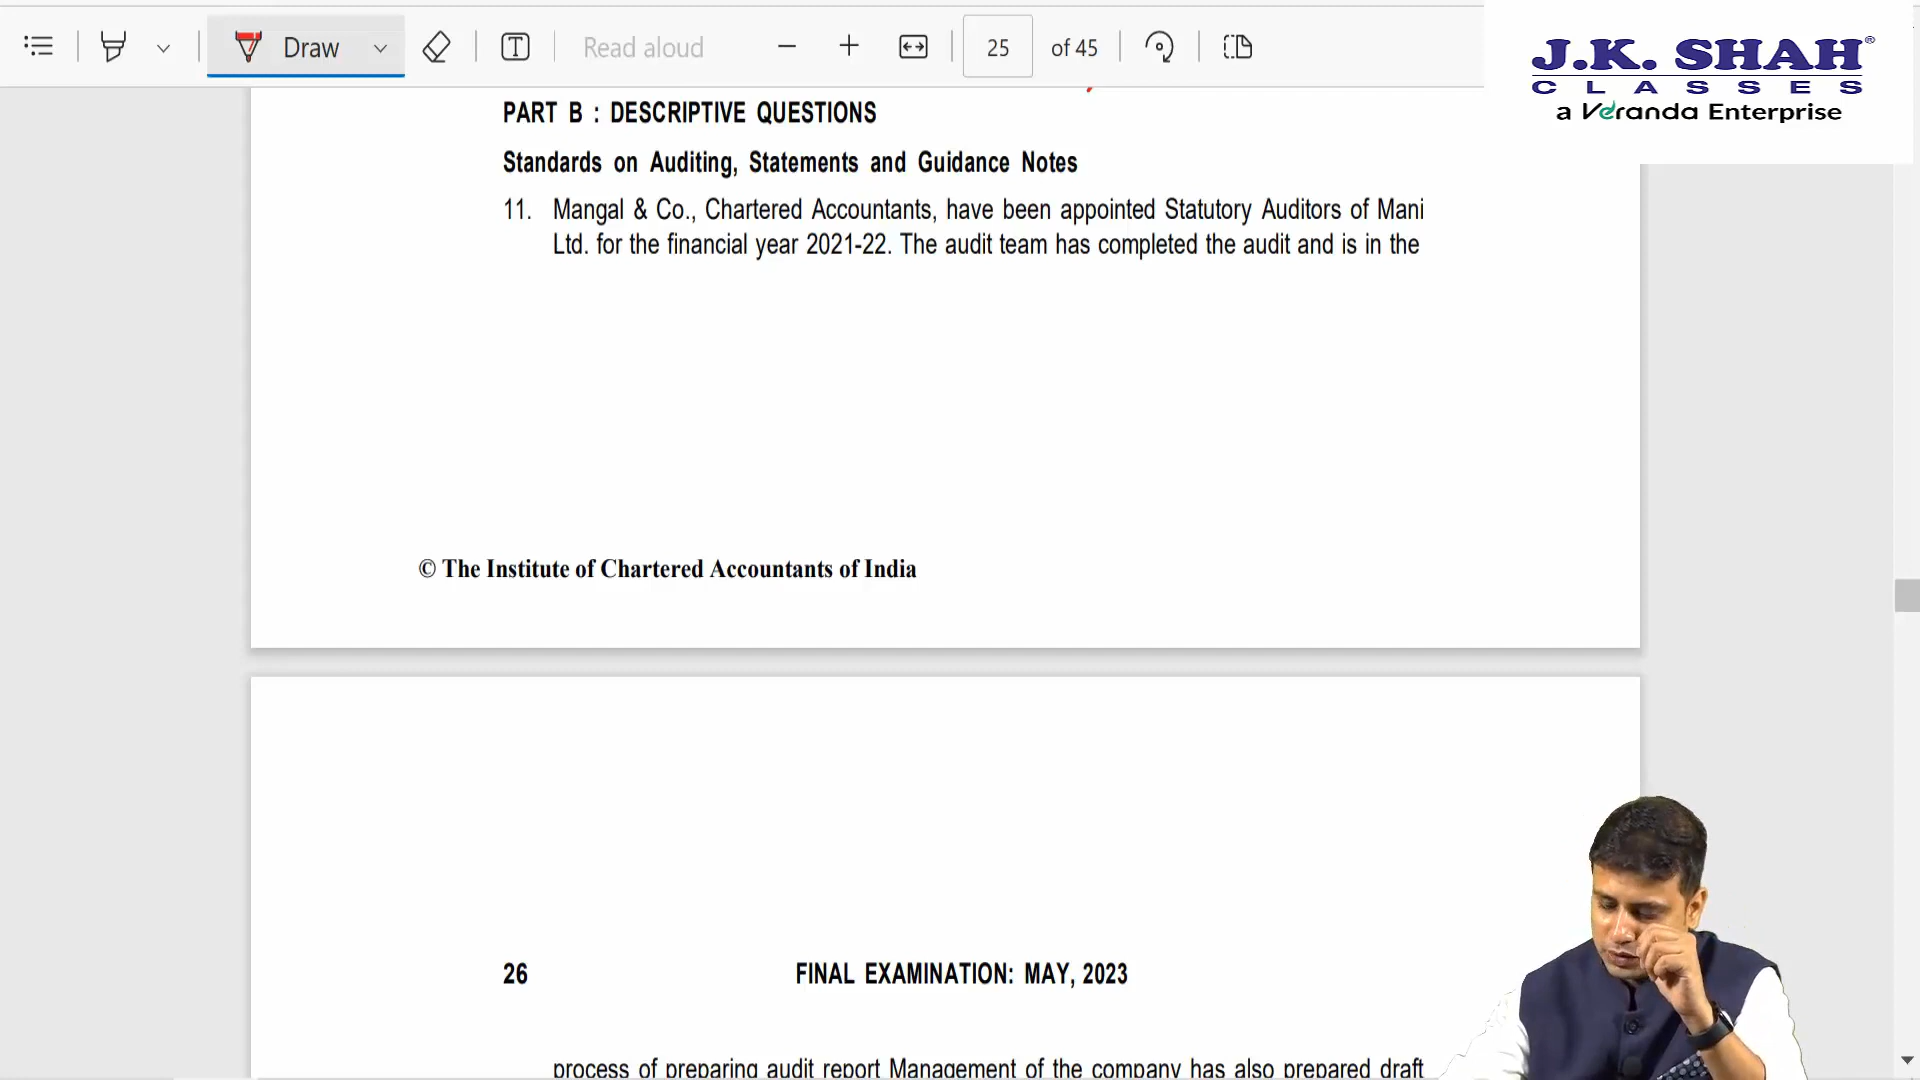 Draw
Read aloud
25
of 45
J.K. SHAH®
CLASSES
a Veranda Enterprise
PART B : DESCRIPTIVE QUESTIONS
Standards on Auditing, Statements and Guidance Notes
11. Mangal & Co., Chartered Accountants, have been appointed Statutory Auditors of Mani
Ltd. for the financial year 2021-22. The audit team has completed the audit and is in the
© The Institute of Chartered Accountants of India
26 FINAL EXAMINATION: MAY, 2023
process of preparing audit report Management of the company has also prepared draft